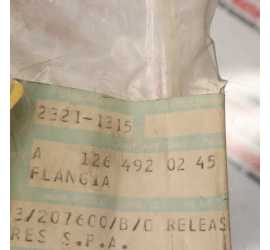 2321-1315
A 126 492 02 45
FLANGIA
3/207600/B/O RELEAS
RES S.P.A.